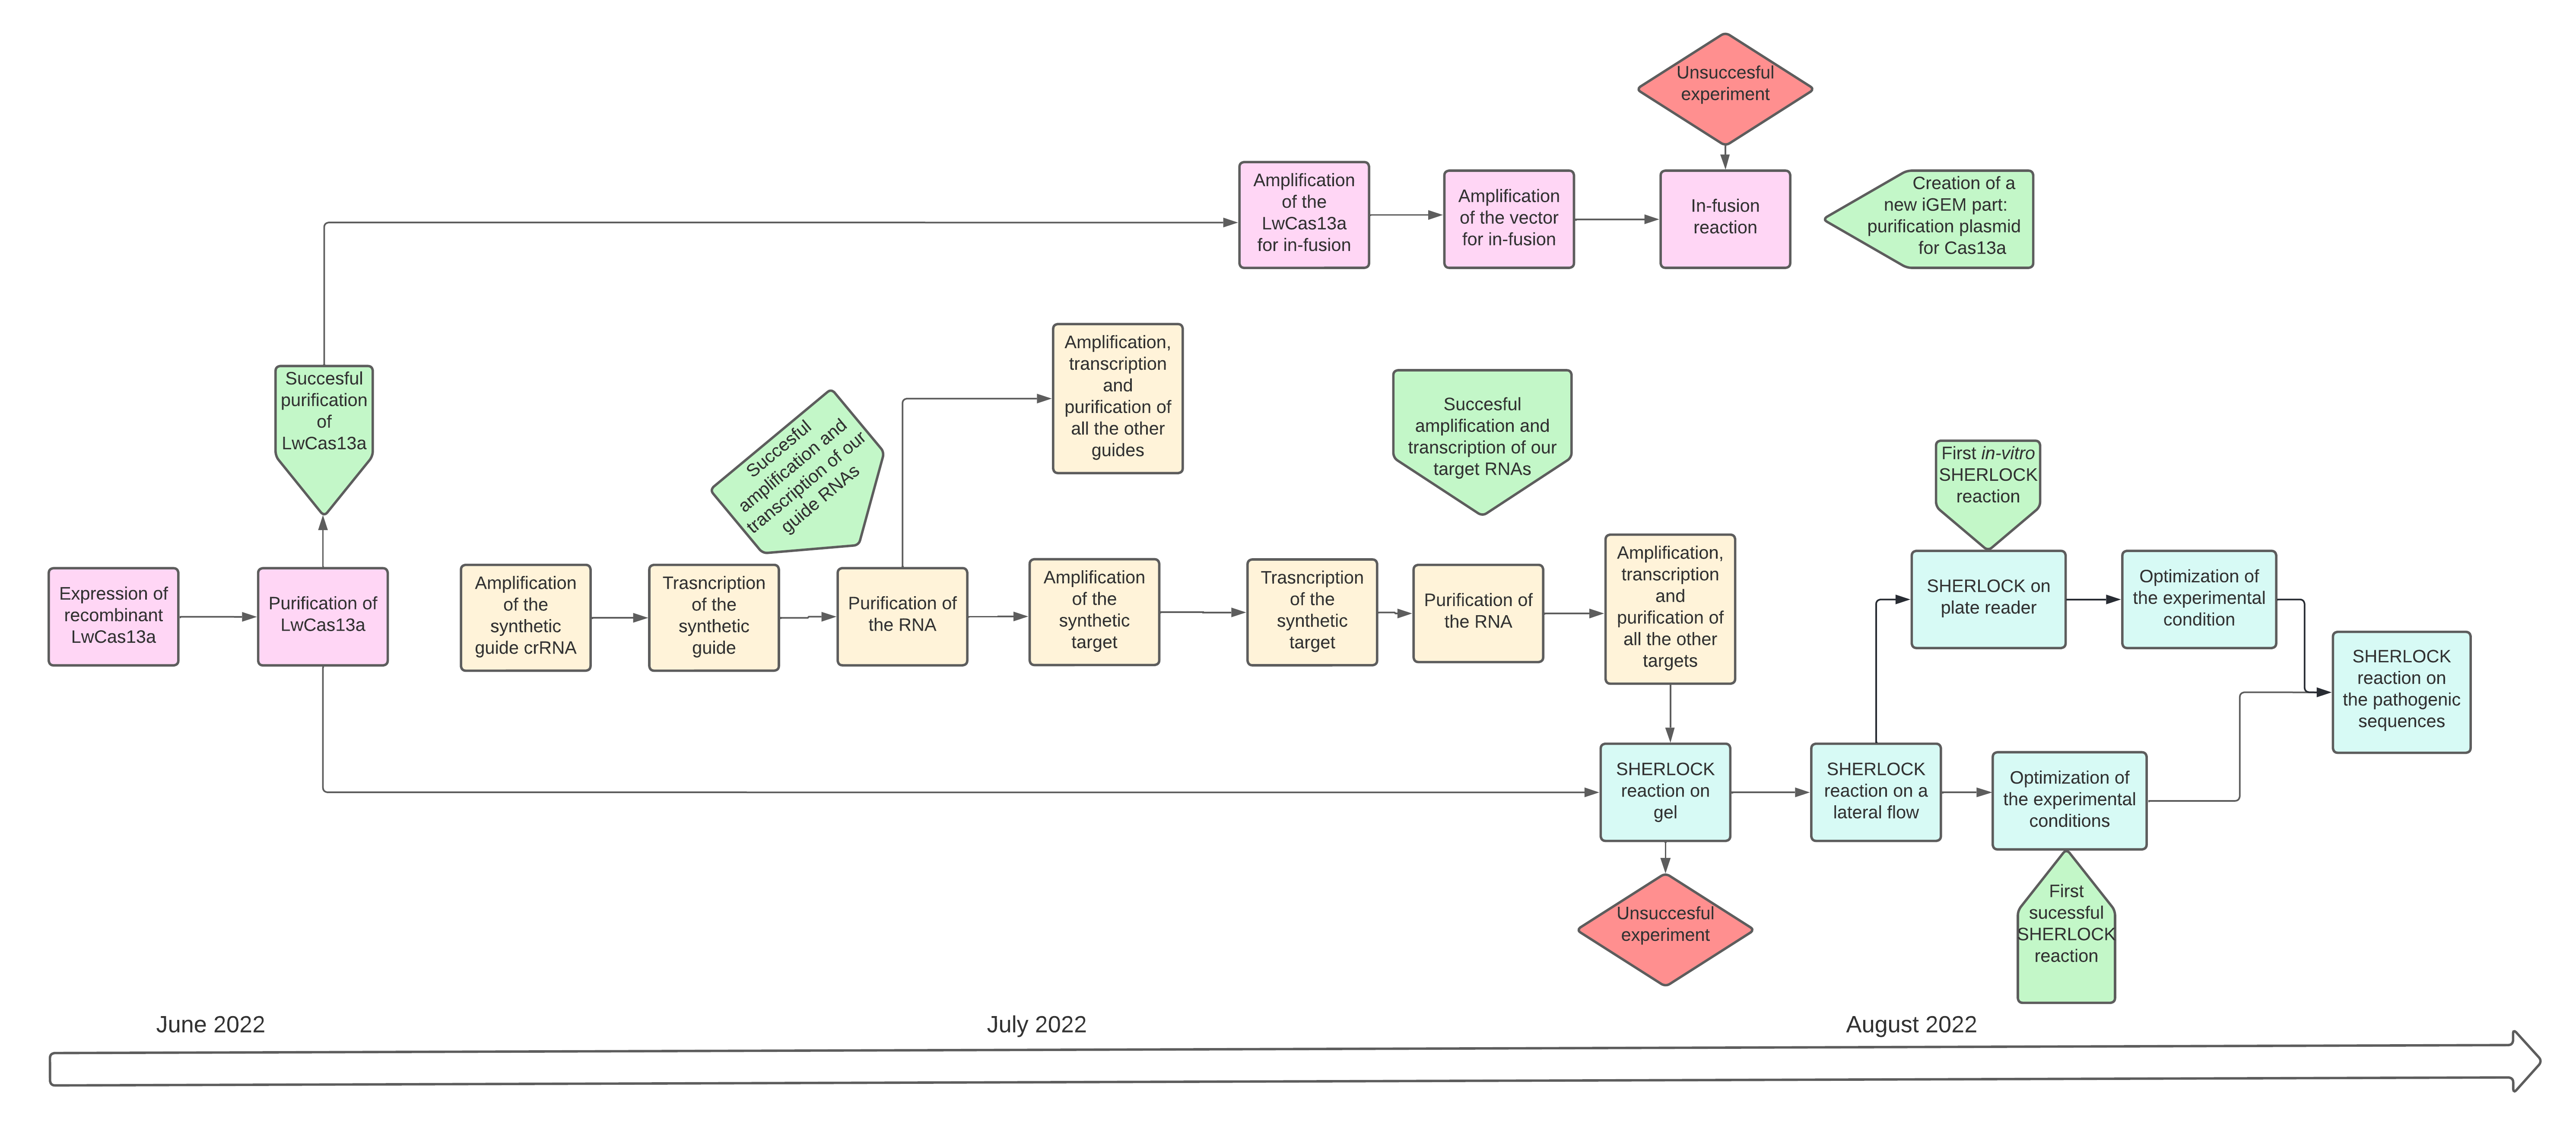 Unsuccesful
experiment
Amplification
of the
LwCas13a
for in-fusion
Amplification
of the vector
for in-fusion
In-fusion
reaction
Creation of a
new iGEM part:
purification plasmid
for Cas13a
Succesful
purification
of
LwCas13a
Succesful
amplification and
transcription of our
guide RNAs
Amplification,
transcription
and
purification of
all the other
guides
Succesful
amplification and
transcription of our
target RNAs
First in-vitro
SHERLOCK
reaction
Expression of
recombinant
LwCas13a
Purification of
LwCas13a
Amplification
of the
synthetic
guide crRNA
Trasncription
of the
synthetic
guide
Purification of
the RNA
Amplification
of the
synthetic
target
Trasncription
of the
synthetic
target
Purification of
the RNA
Amplification,
transcription
and
purification of
all the other
targets
SHERLOCK on
plate reader
Optimization of
the experimental
condition
SHERLOCK
reaction on
the pathogenic
sequences
SHERLOCK
reaction on
gel
SHERLOCK
reaction on a
lateral flow
Optimization of
the experimental
conditions
Unsuccesful
experiment
First
sucessful
SHERLOCK
reaction
June 2022
July 2022
August 2022